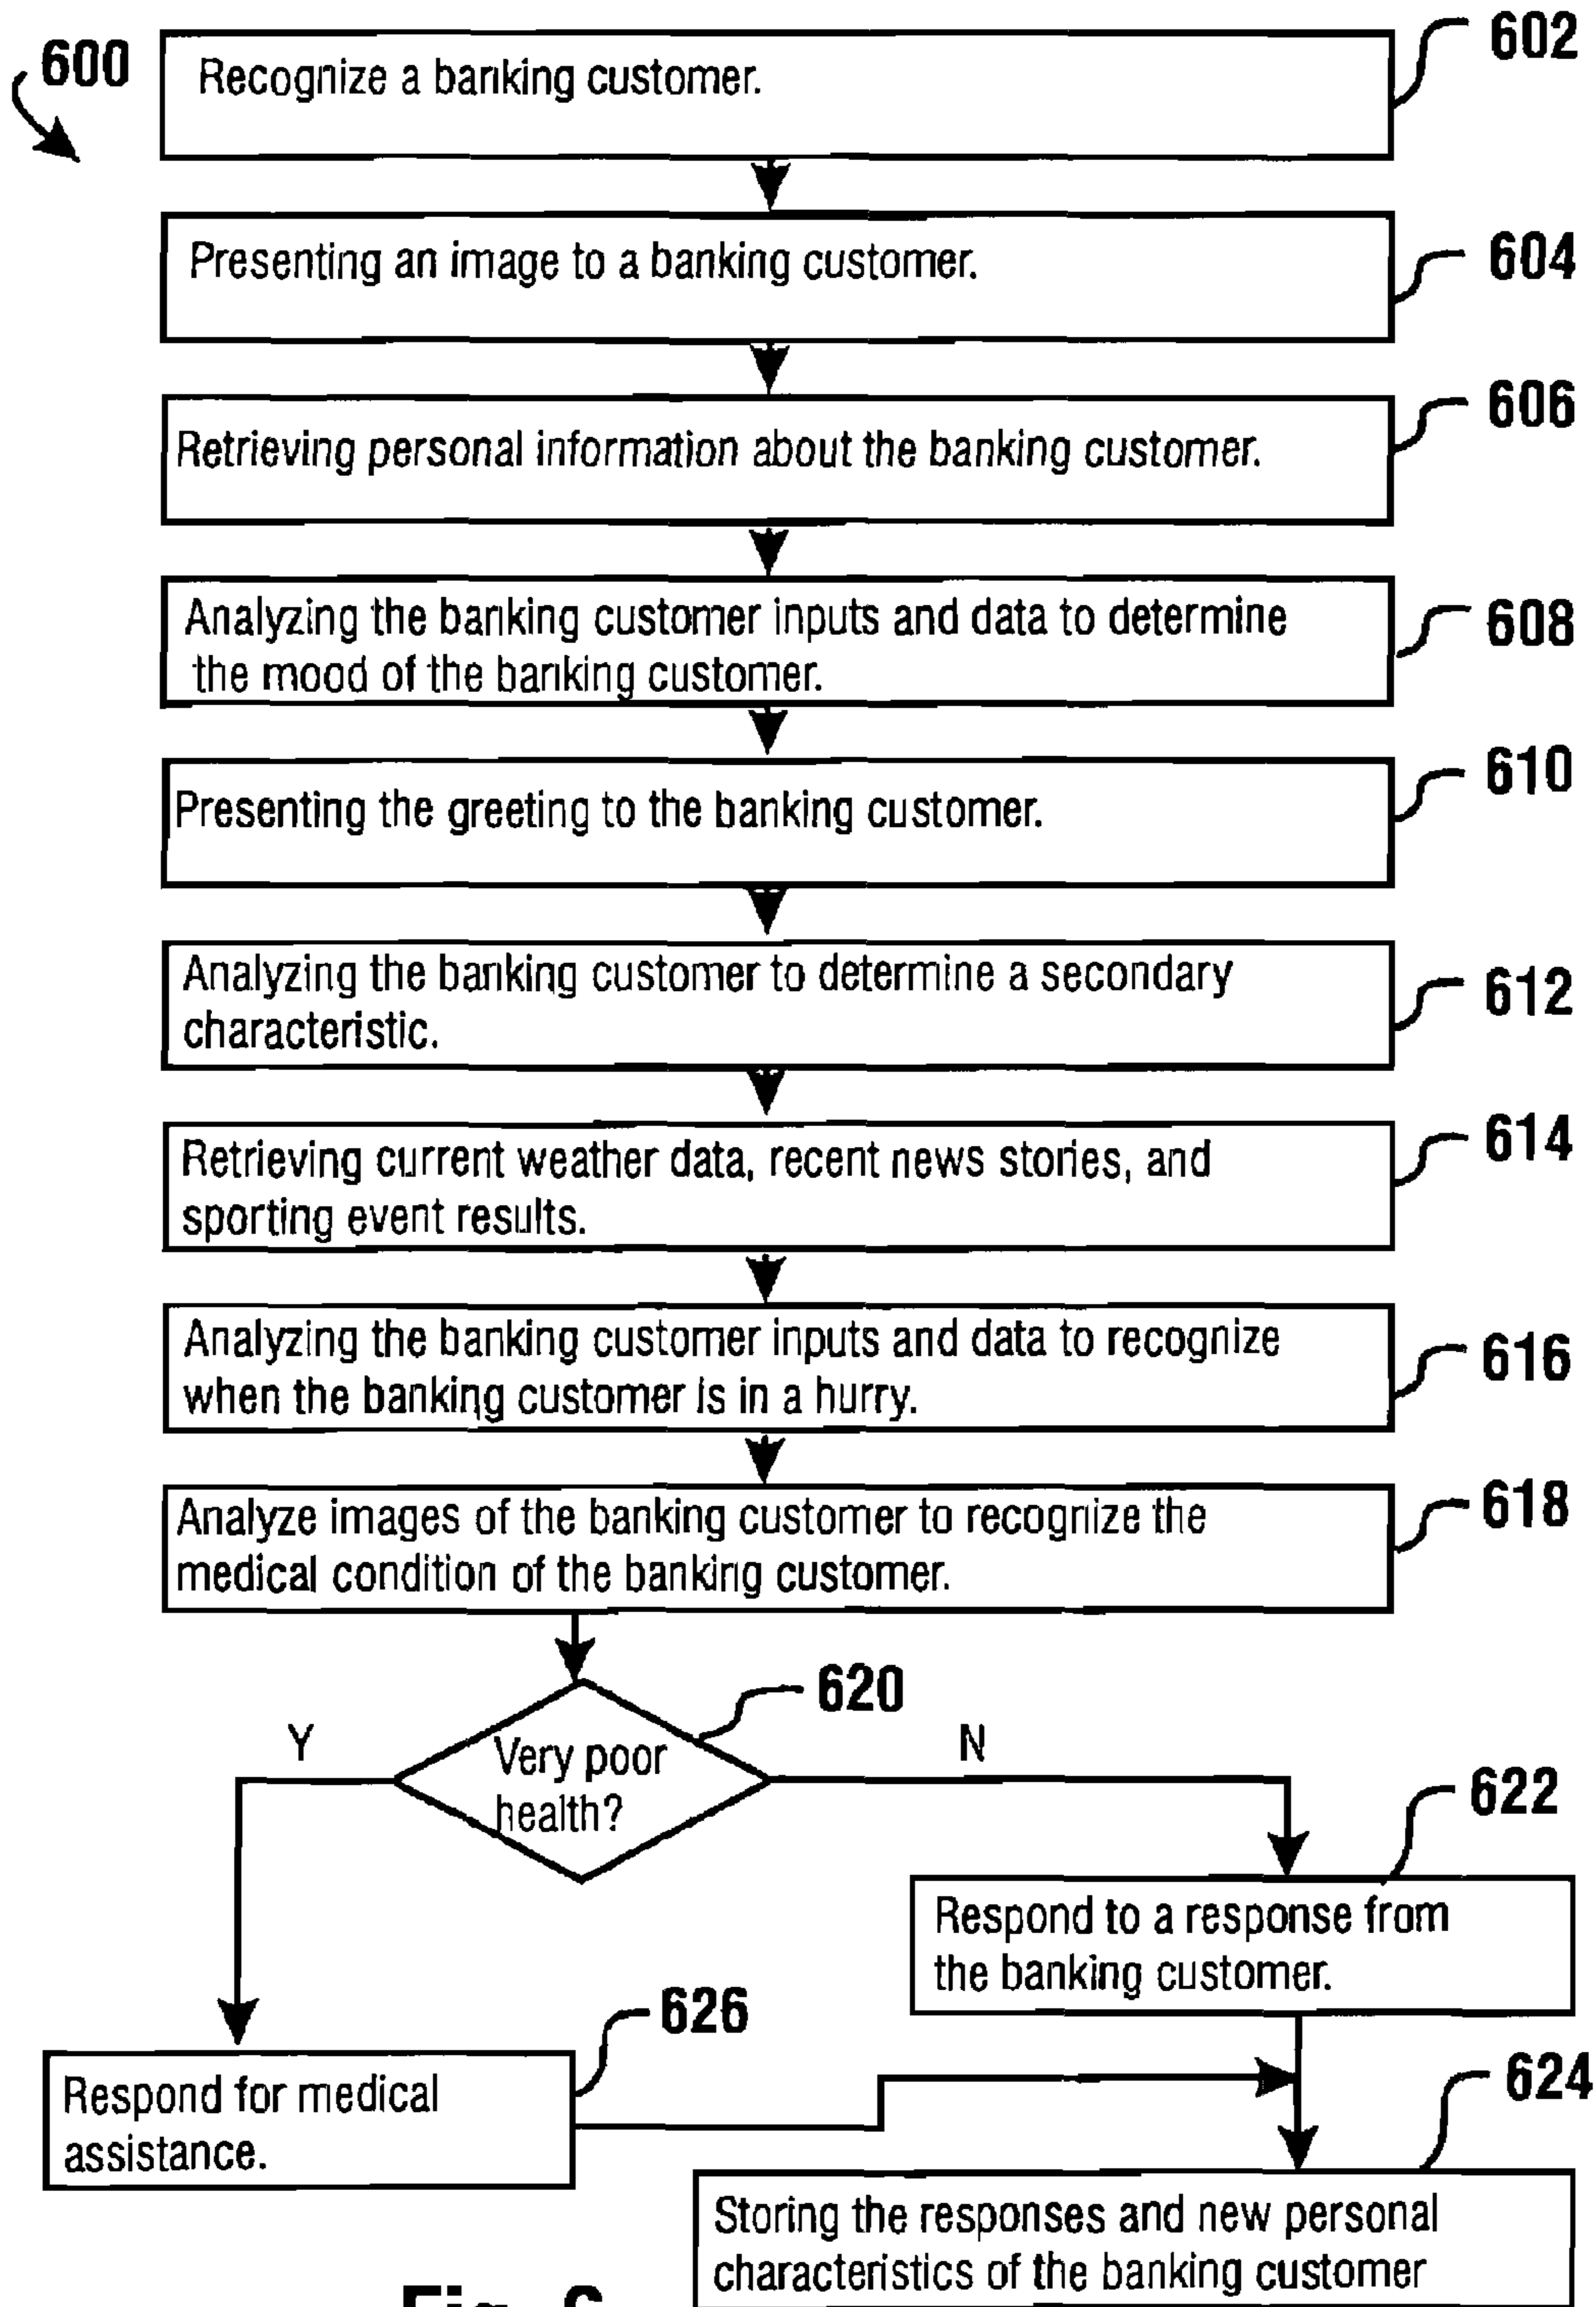 600
602
Recognize a banking customer.
604
Presenting an image to a banking customer.
606
Retrieving personal information about the banking customer.
608
Analyzing the banking customer inputs and data to determine
the mood of the banking customer.
610
Presenting the greeting to the banking customer.
612
Analyzing the banking customer to determine a secondary
characteristic.
614
Retrieving current weather data, recent news stories, and
sporting event results.
616
Analyzing the banking customer inputs and data to recognize
when the banking customer is in a hurry.
618
Analyze images of the banking customer to recognize the
medical condition of the banking customer.
620
Y
Very poor
health?
N
622
Respond to a response from
the banking customer.
626
Respond for medical
assistance.
624
Storing the responses and new personal
characteristics of the banking customer